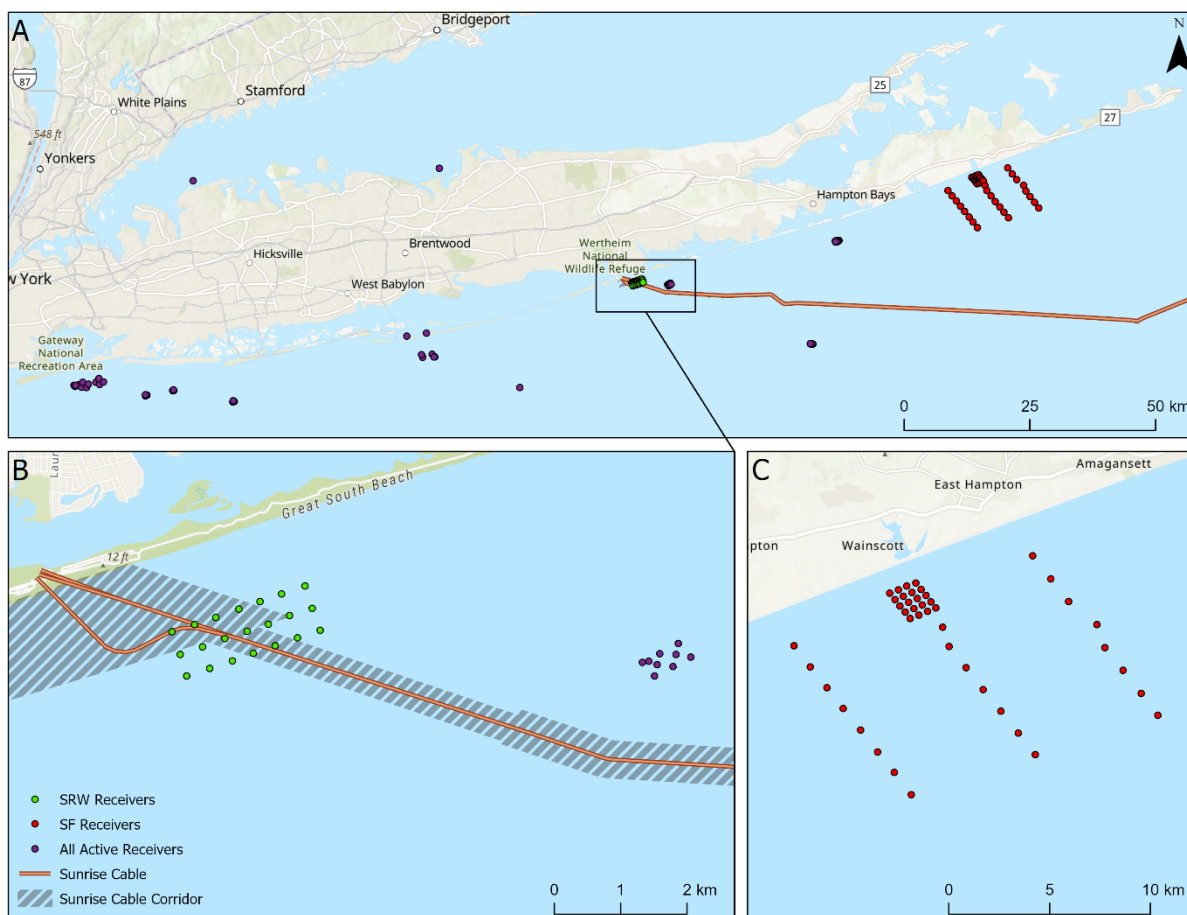 A
Bridgeport
N
87
White Plains
Stamford
25
27
548 ft
Yonkers
Hampton Bays
Brentwood
Wertheim
National
Wildlife Refuge
Hicksville
w York
West Babylon
Gateway
National
Recreation Area
0 25 50 km
B
Laur
Great South Beach
12 ft
SRW Receivers
SF Receivers
All Active Receivers
Sunrise Cable
Sunrise Cable Corridor
0 1 2 km
C
Amagansett
East Hampton
pton
Wainscott
0 5 10 km